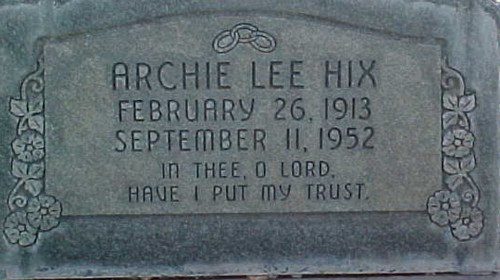 ARCHIE LEE HIX
FEBRUARY 26, 1913
SEPTEMBER 11, 1952
IN THEE, O LORD,
HAVE I PUT MY TRUST.